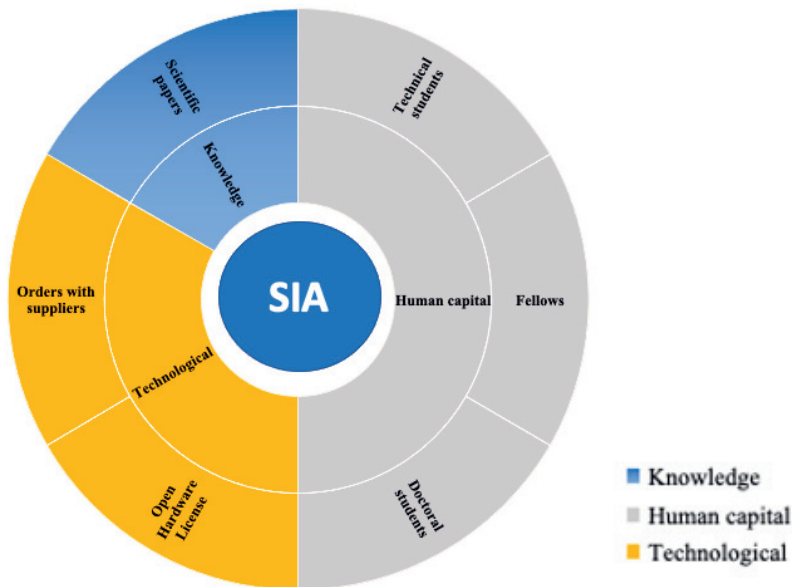 Scientific
papers
Knowledge
Technical
students
Orders with
suppliers
SIA
Human capital
Fellows
Technological
Open
Hardware
License
Doctoral
students
Knowledge
Human capital
Technological